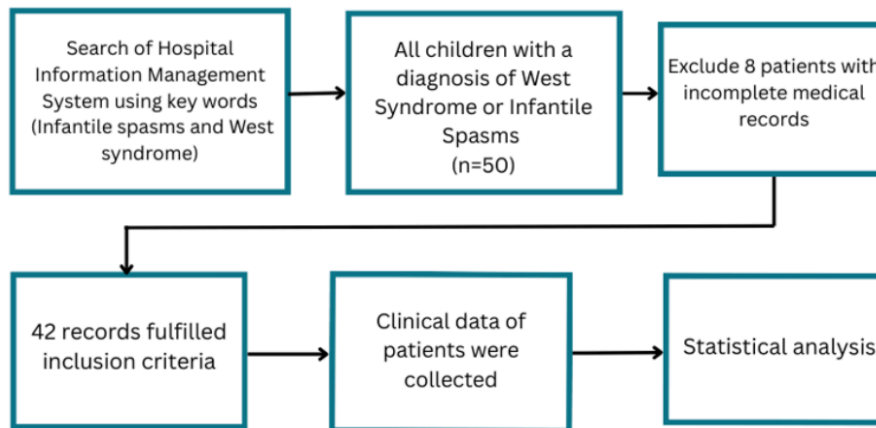 Search of Hospital
Information Management
System using key words
(Infantile spasms and West
syndrome)
All children with a
diagnosis of West
Syndrome or Infantile
Spasms
(n=50)
Exclude 8 patients with
incomplete medical
records
42 records fulfilled
inclusion criteria
Clinical data of
patients were
collected
Statistical analysis